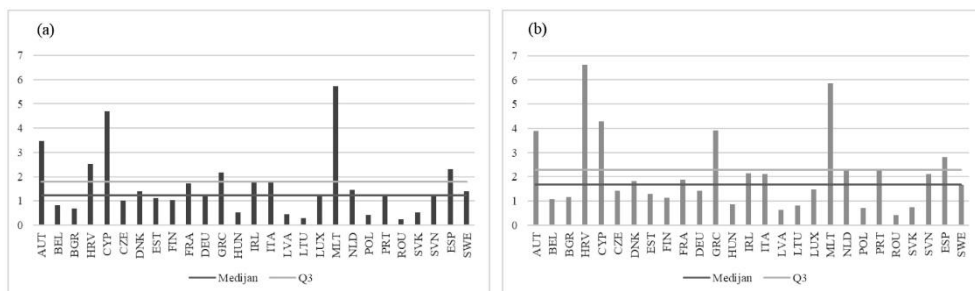 (a)
7
6
5
4
3
2
1
0
AUT BEL BGR HRV CYP CZE DNK EST FIN FRA DEU GRC HUN IRL ITA LVA LTU LUX MLT NLD POL PRT ROU SVK SVN ESP SWE
Medijan Q3
(b)
7
6
5
4
3
2
1
0
AUT BEL BGR HRV CYP CZE DNK EST FIN FRA DEU GRC HUN IRL ITA LVA LTU LUX MLT NLD POL PRT ROU SVK SVN ESP SWE
Medijan Q3